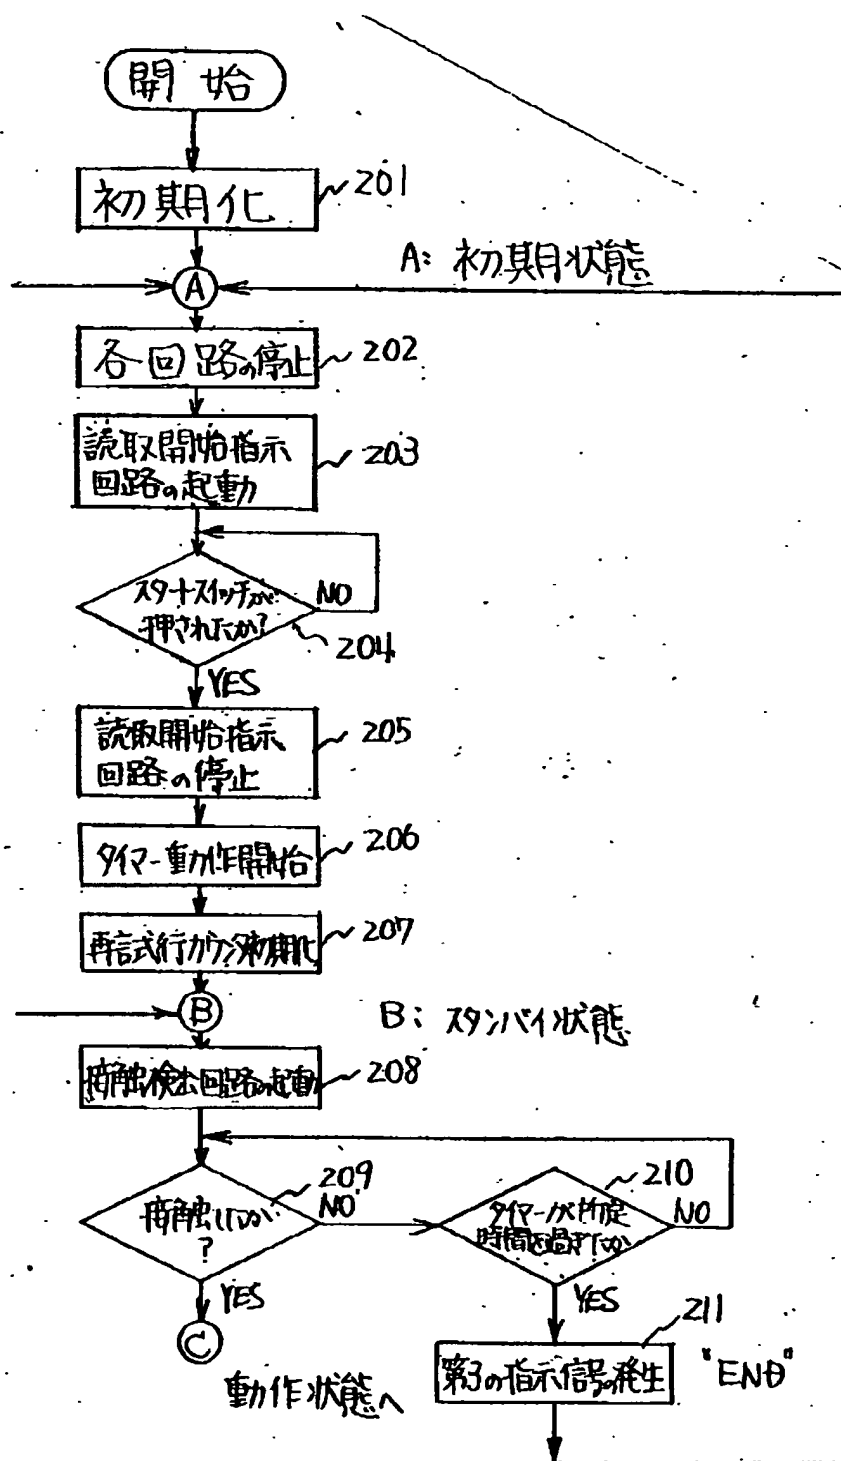 開始
初期化
201
A: 初期状態
A
各回路の停止
202
読取開始指示
回路の起動
203
スタートスイッチが
押されたか?
NO
204
YES
読取開始指示
回路の停止
205
タイマー動作開始
206
再試行カウンタ初期化
207
B
B: スタンバイ状態
接触検出回路の起動
208
接触したか
?
209
NO
タイマーが所定
時間を過ぎたか
210
NO
YES
C
動作状態へ
YES
211
第3の指示信号の発生
"END"